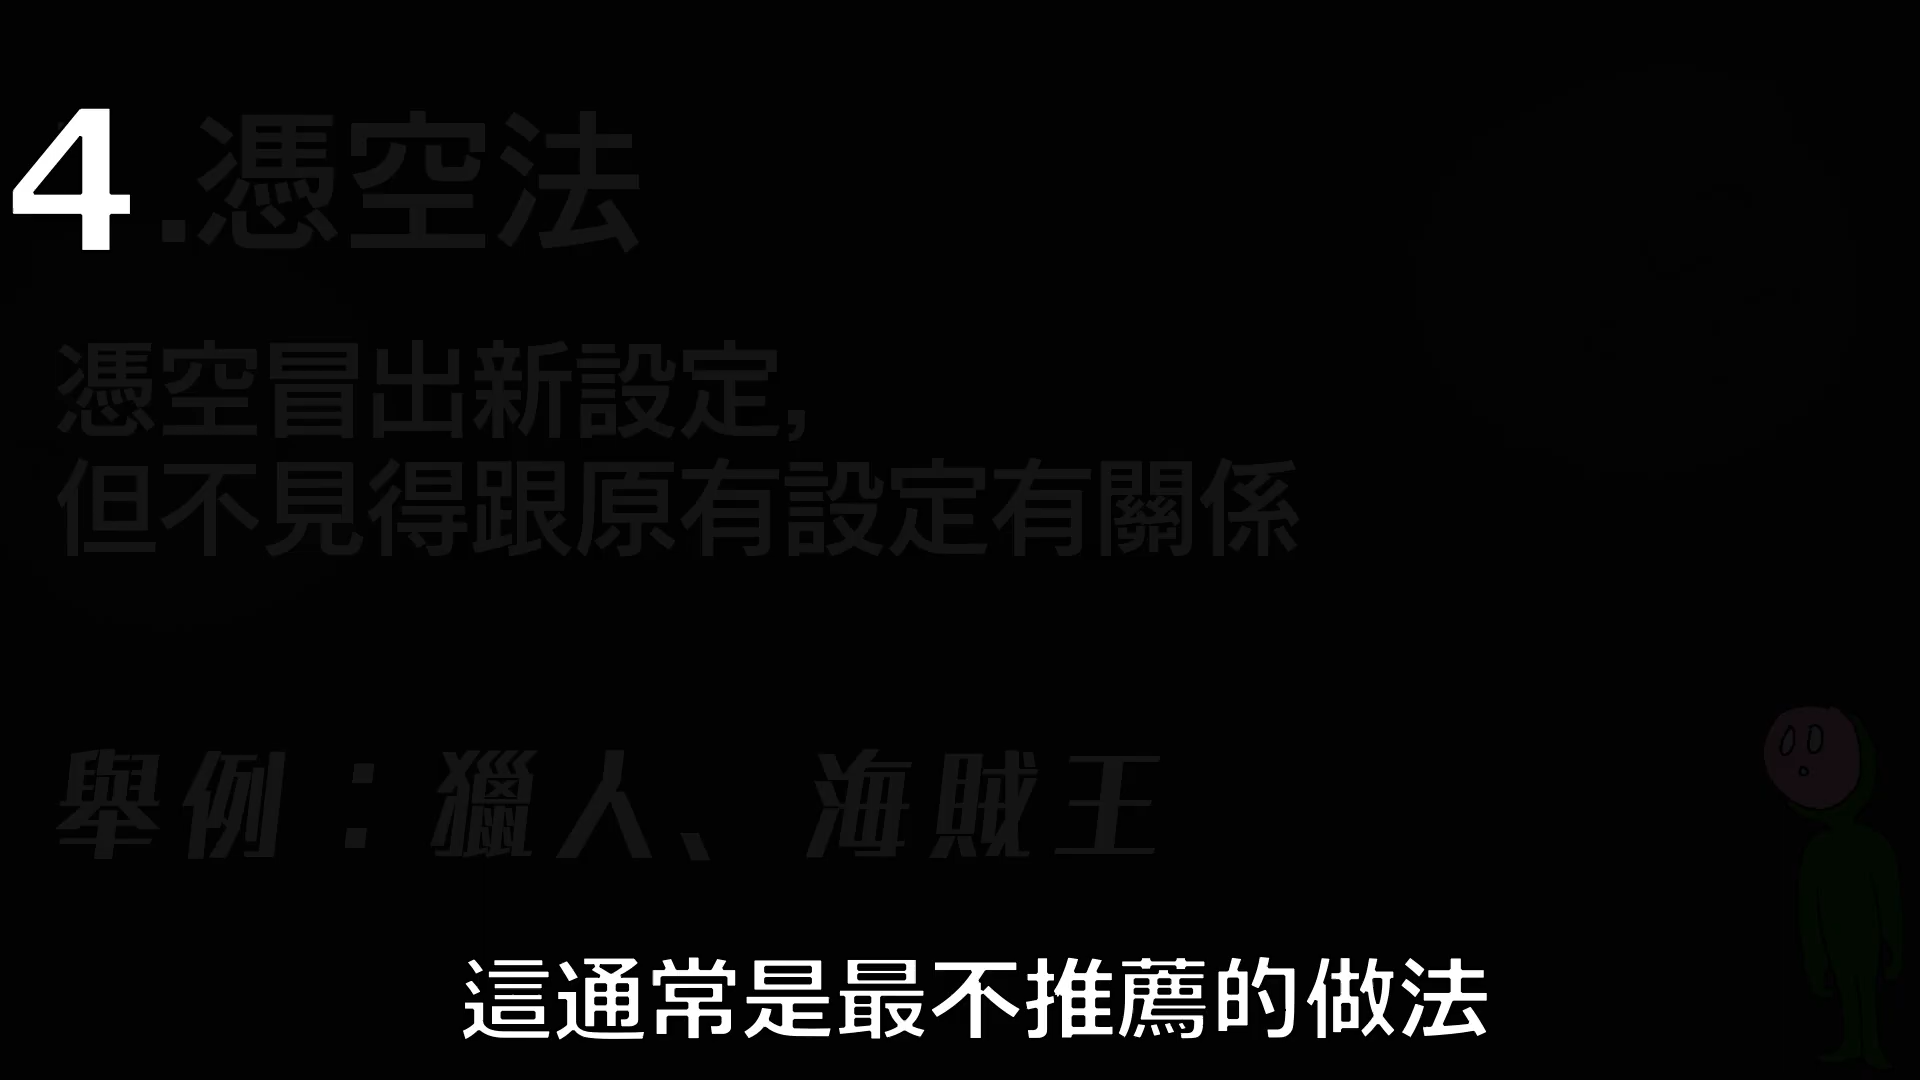 4.憑空法
憑空冒出新設定,
但不見得跟原有設定有關係
舉例：獵人、海賊王
這通常是最不推薦的做法